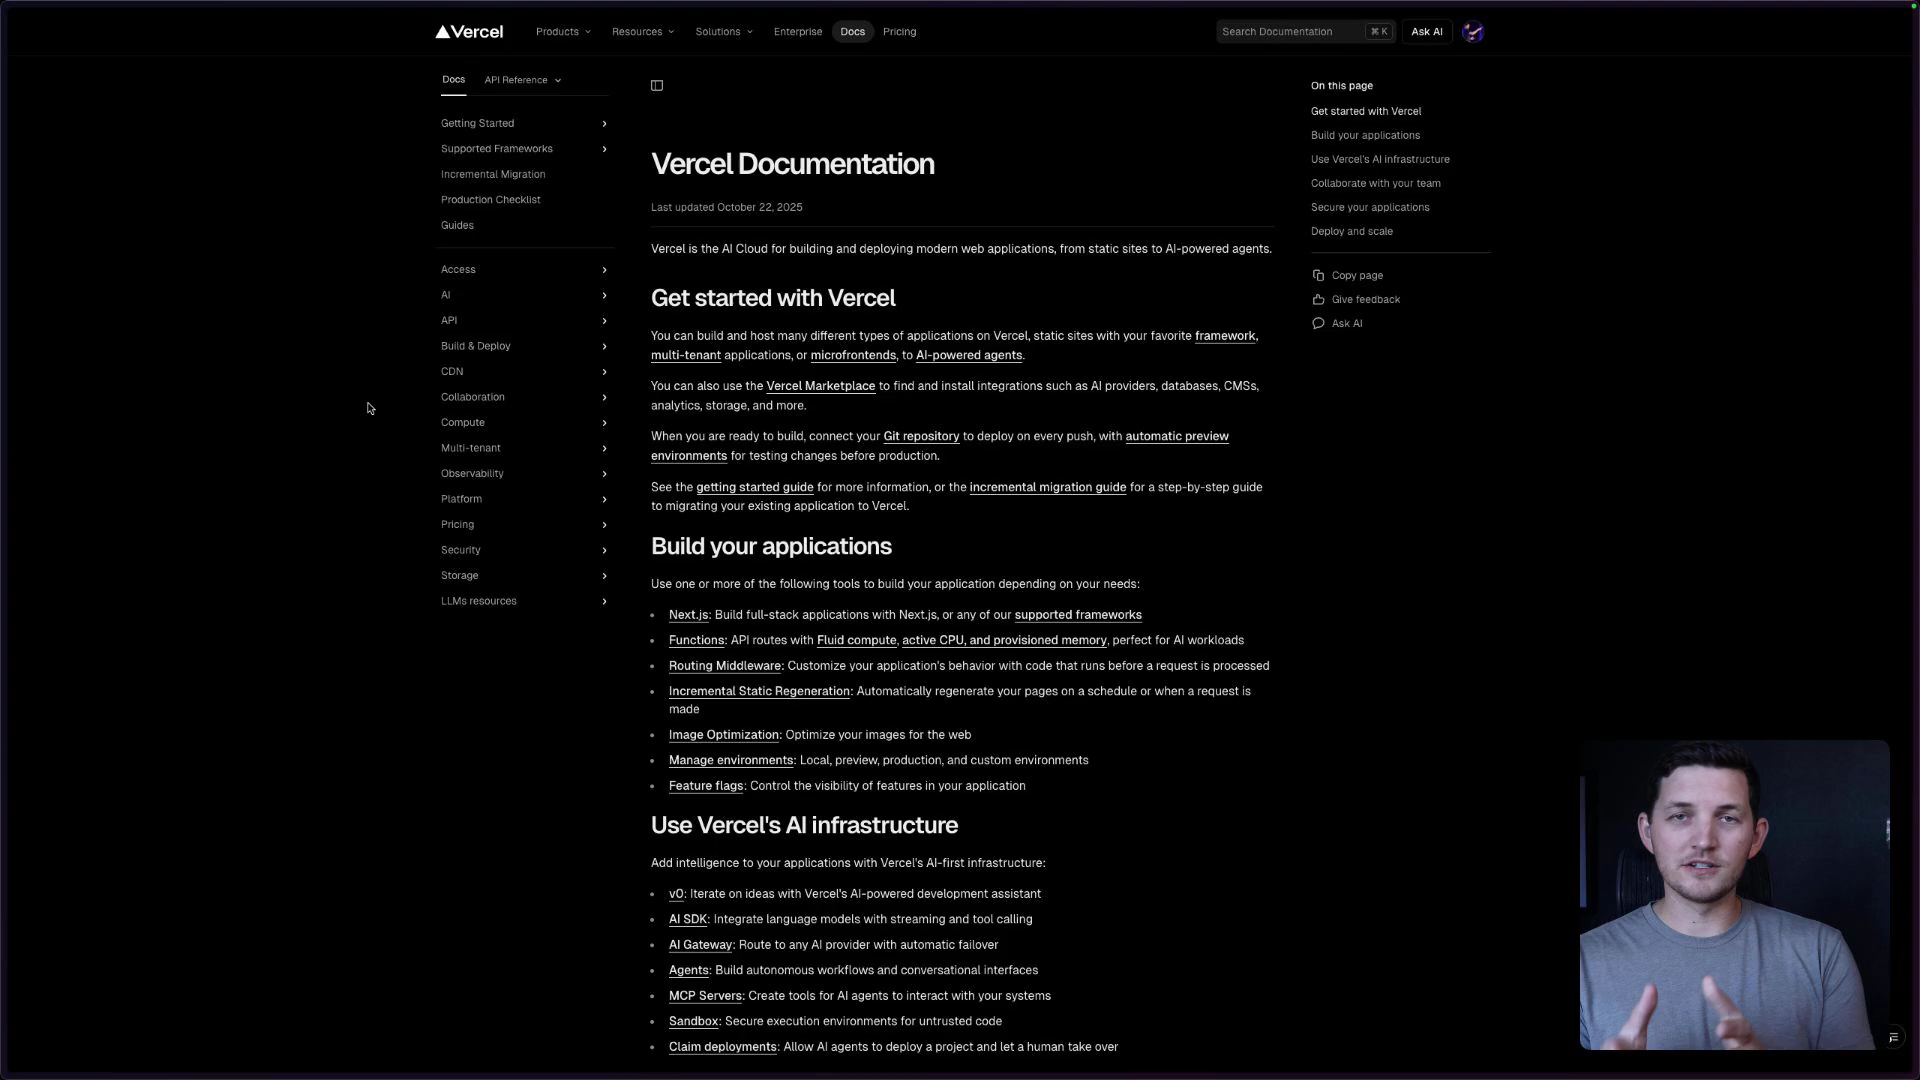 Vercel
Products
Resources
Solutions
Enterprise
Docs
Pricing
Search Documentation
⌘ K
Ask AI
Docs
API Reference
Getting Started
Supported Frameworks
Incremental Migration
Production Checklist
Guides
Access
AI
API
Build & Deploy
CDN
Collaboration
Compute
Multi-tenant
Observability
Platform
Pricing
Security
Storage
LLMs resources
Vercel Documentation
Last updated October 22, 2025
Vercel is the AI Cloud for building and deploying modern web applications, from static sites to AI-powered agents.
Get started with Vercel
You can build and host many different types of applications on Vercel, static sites with your favorite framework,
multi-tenant applications, or microfrontends, to AI-powered agents.
You can also use the Vercel Marketplace to find and install integrations such as AI providers, databases, CMSs,
analytics, storage, and more.
When you are ready to build, connect your Git repository to deploy on every push, with automatic preview
environments for testing changes before production.
See the getting started guide for more information, or the incremental migration guide for a step-by-step guide
to migrating your existing application to Vercel.
Build your applications
Use one or more of the following tools to build your application depending on your needs:
• Next.js: Build full-stack applications with Next.js, or any of our supported frameworks
• Functions: API routes with Fluid compute, active CPU, and provisioned memory, perfect for AI workloads
• Routing Middleware: Customize your application's behavior with code that runs before a request is processed
• Incremental Static Regeneration: Automatically regenerate your pages on a schedule or when a request is
made
• Image Optimization: Optimize your images for the web
• Manage environments: Local, preview, production, and custom environments
• Feature flags: Control the visibility of features in your application
Use Vercel's AI infrastructure
Add intelligence to your applications with Vercel's AI-first infrastructure:
• v0: Iterate on ideas with Vercel's AI-powered development assistant
• AI SDK: Integrate language models with streaming and tool calling
• AI Gateway: Route to any AI provider with automatic failover
• Agents: Build autonomous workflows and conversational interfaces
• MCP Servers: Create tools for AI agents to interact with your systems
• Sandbox: Secure execution environments for untrusted code
• Claim deployments: Allow AI agents to deploy a project and let a human take over
On this page
Get started with Vercel
Build your applications
Use Vercel's AI infrastructure
Collaborate with your team
Secure your applications
Deploy and scale
Copy page
Give feedback
Ask AI